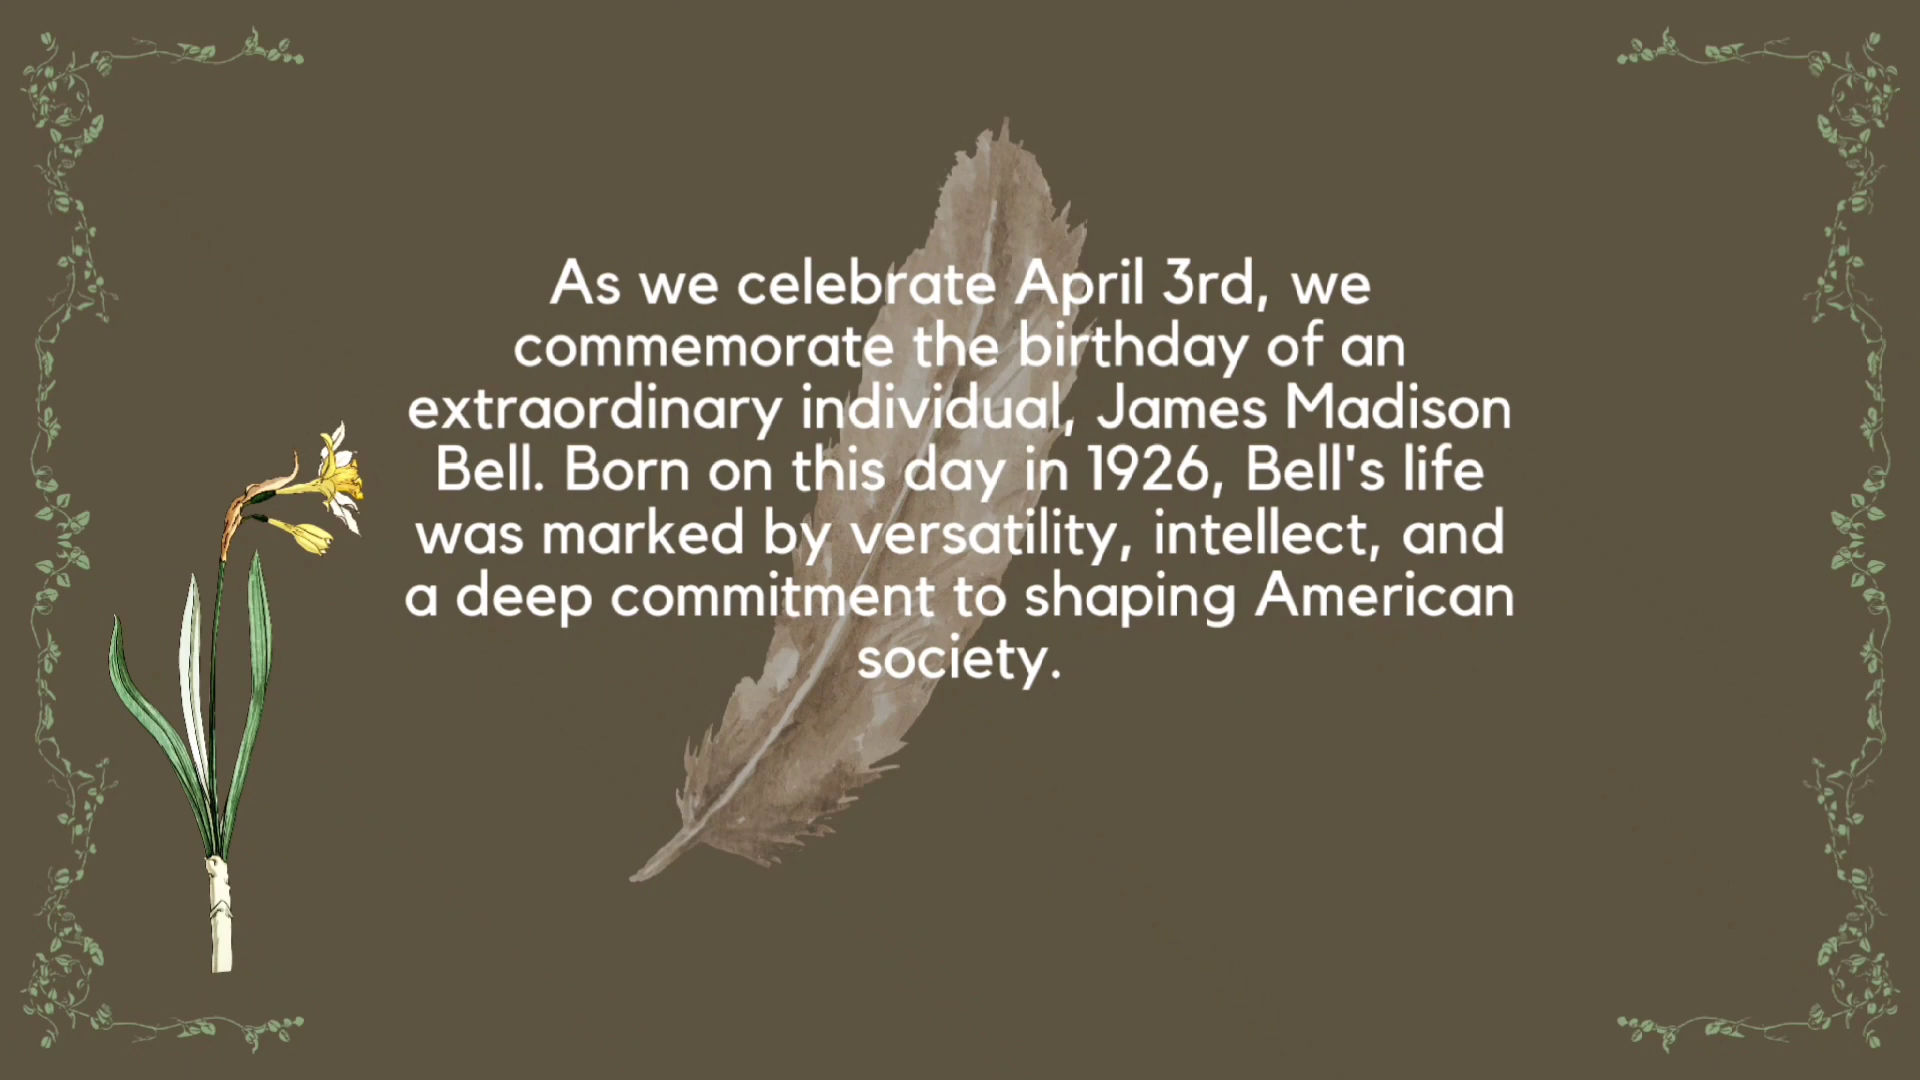 As we celebrate April 3rd, we
commemorate the birthday of an
extraordinary individual, James Madison
Bell. Born on this day in 1926, Bell's life
was marked by versatility, intellect, and
a deep commitment to shaping American
society.